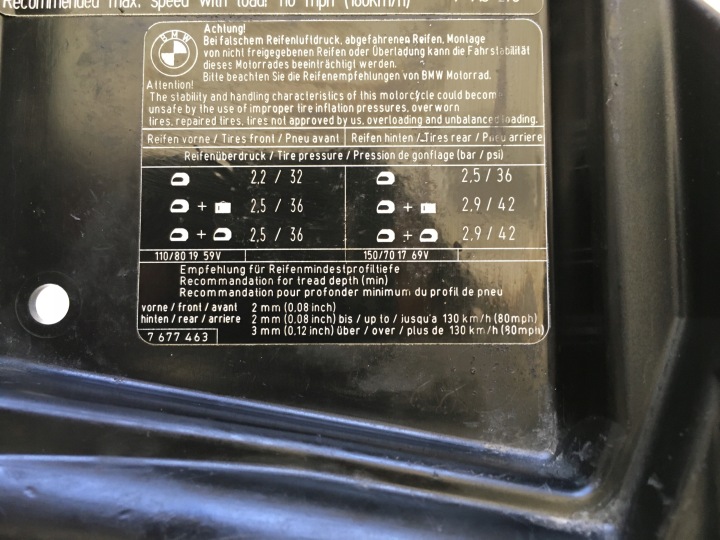 Recommended max. speed with load: 110 mph (180km/h)
BMW
Achtung!
Bei falschem Reifenluftdruck, abgefahrenen Reifen, Montage
von nicht freigegebenen Reifen oder Überladung kann die Fahrstabilität
dieses Motorrades beeinträchtigt werden.
Bitte beachten Sie die Reifenempfehlungen von BMW Motorrad.
Attention!
The stability and handling characteristics of this motorcycle could become
unsafe by the use of improper tire inflation pressures, overworn
tires, repaired tires, tires not approved by us, overloading and unbalanced loading.
Reifen vorne / Tires front / Pneu avant Reifen hinten / Tires rear / Pneu arriere
Reifenüberdruck / Tire pressure / Pression de gonflage (bar / psi)
2,2 / 32 2,5 / 36
+ 2,5 / 36 + 2,9 / 42
+ 2,5 / 36 + 2,9 / 42
110/80 19 59V 150/70 17 69V
Empfehlung für Reifenmindestprofiltiefe
Recommandation for tread depth (min)
Recommandation pour profonder minimum du profil de pneu
vorne / front / avant 2 mm (0,08 inch)
hinten / rear / arriere 2 mm (0,08 inch) bis / up to / jusqu'a 130 km/h (80mph)
3 mm (0,12 inch) über / over / plus de 130 km/h (80mph)
7 677 463